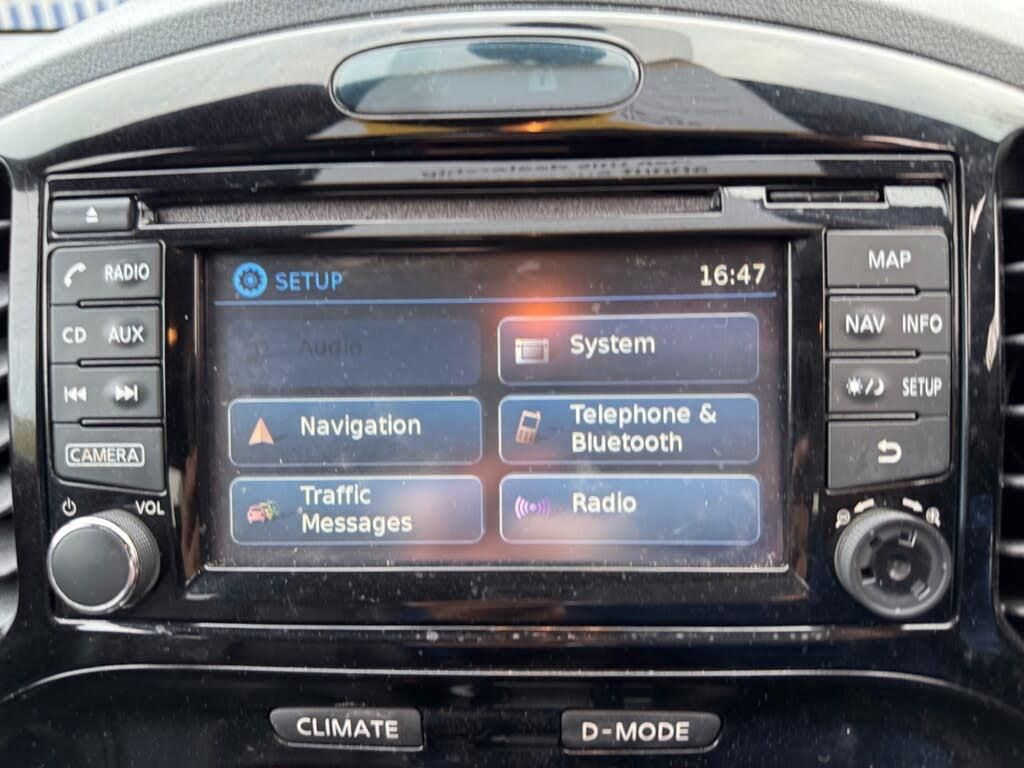 RADIO
CD AUX
CAMERA
VOL
SETUP
16:47
Audio
System
Navigation
Telephone &
Bluetooth
Traffic
Messages
Radio
MAP
NAV INFO
SETUP
CLIMATE
D-MODE